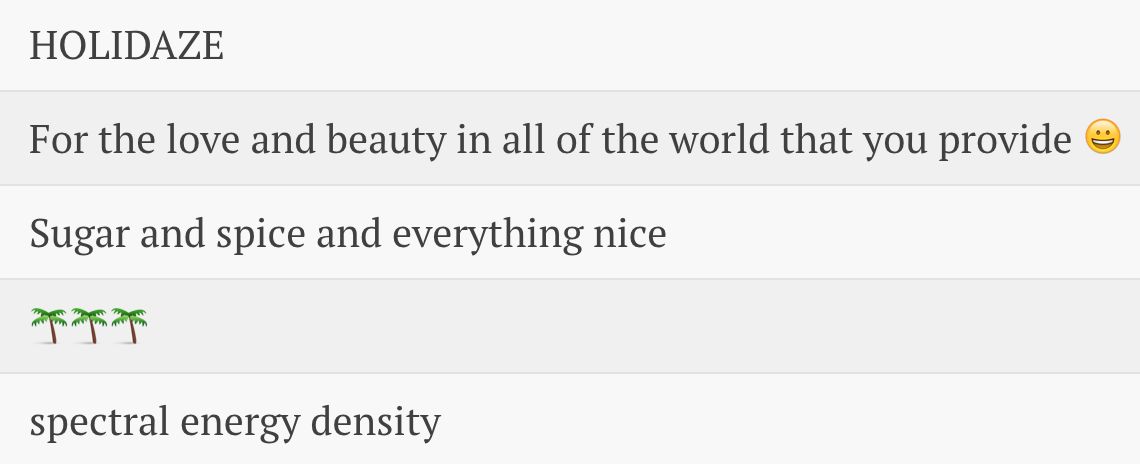 HOLIDAZE
For the love and beauty in all of the world that you provide 😀
Sugar and spice and everything nice
🌴🌴🌴
spectral energy density